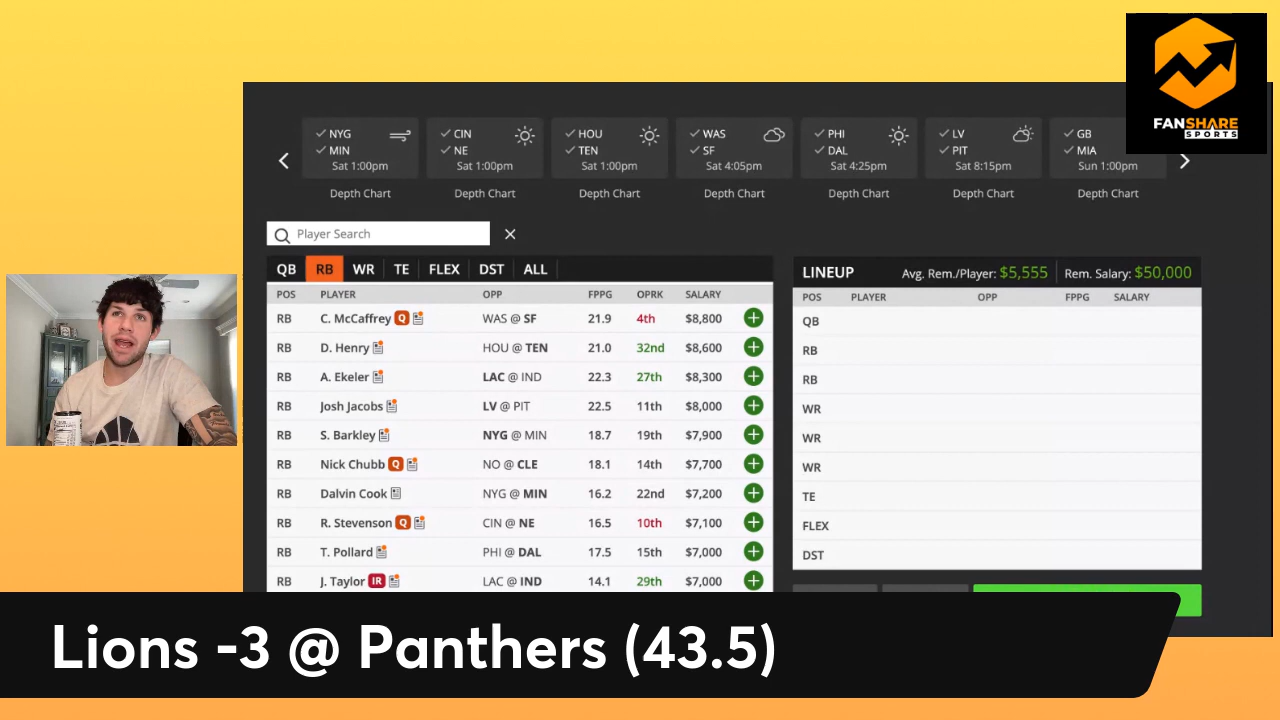 FANSHARE
SPORTS
NYG
MIN
Sat 1:00pm
CIN
NE
Sat 1:00pm
HOU
TEN
Sat 1:00pm
WAS
SF
Sat 4:05pm
PHI
DAL
Sat 4:25pm
LV
PIT
Sat 8:15pm
GB
MIA
Sun 1:00pm
Depth Chart Depth Chart Depth Chart Depth Chart Depth Chart Depth Chart Depth Chart
Player Search
QB RB WR TE FLEX DST ALL
POS PLAYER OPP FPPG OPRK SALARY
RB C. McCaffrey Q WAS @ SF 21.9 4th $8,800
RB D. Henry HOU @ TEN 21.0 32nd $8,600
RB A. Ekeler LAC @ IND 22.3 27th $8,300
RB Josh Jacobs LV @ PIT 22.5 11th $8,000
RB S. Barkley NYG @ MIN 18.7 19th $7,900
RB Nick Chubb Q NO @ CLE 18.1 14th $7,700
RB Dalvin Cook NYG @ MIN 16.2 22nd $7,200
RB R. Stevenson Q CIN @ NE 16.5 10th $7,100
RB T. Pollard PHI @ DAL 17.5 15th $7,000
RB J. Taylor IR LAC @ IND 14.1 29th $7,000
LINEUP Avg. Rem./Player: $5,555 Rem. Salary: $50,000
POS PLAYER OPP FPPG SALARY
QB
RB
RB
WR
WR
WR
TE
FLEX
DST
Lions -3 @ Panthers (43.5)